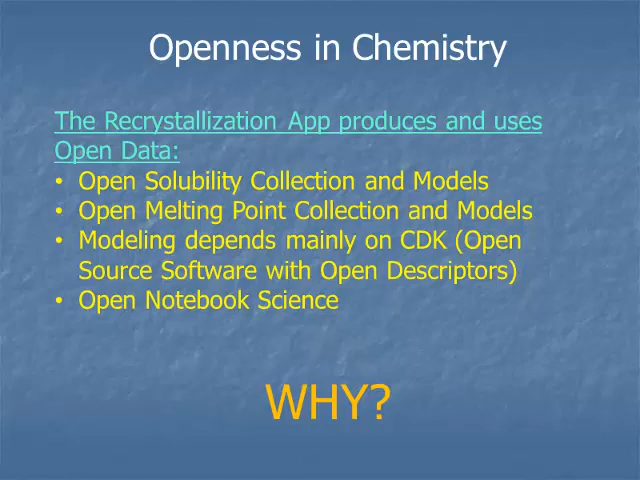 Openness in Chemistry
The Recrystallization App produces and uses
Open Data:
• Open Solubility Collection and Models
• Open Melting Point Collection and Models
• Modeling depends mainly on CDK (Open
Source Software with Open Descriptors)
• Open Notebook Science
WHY?